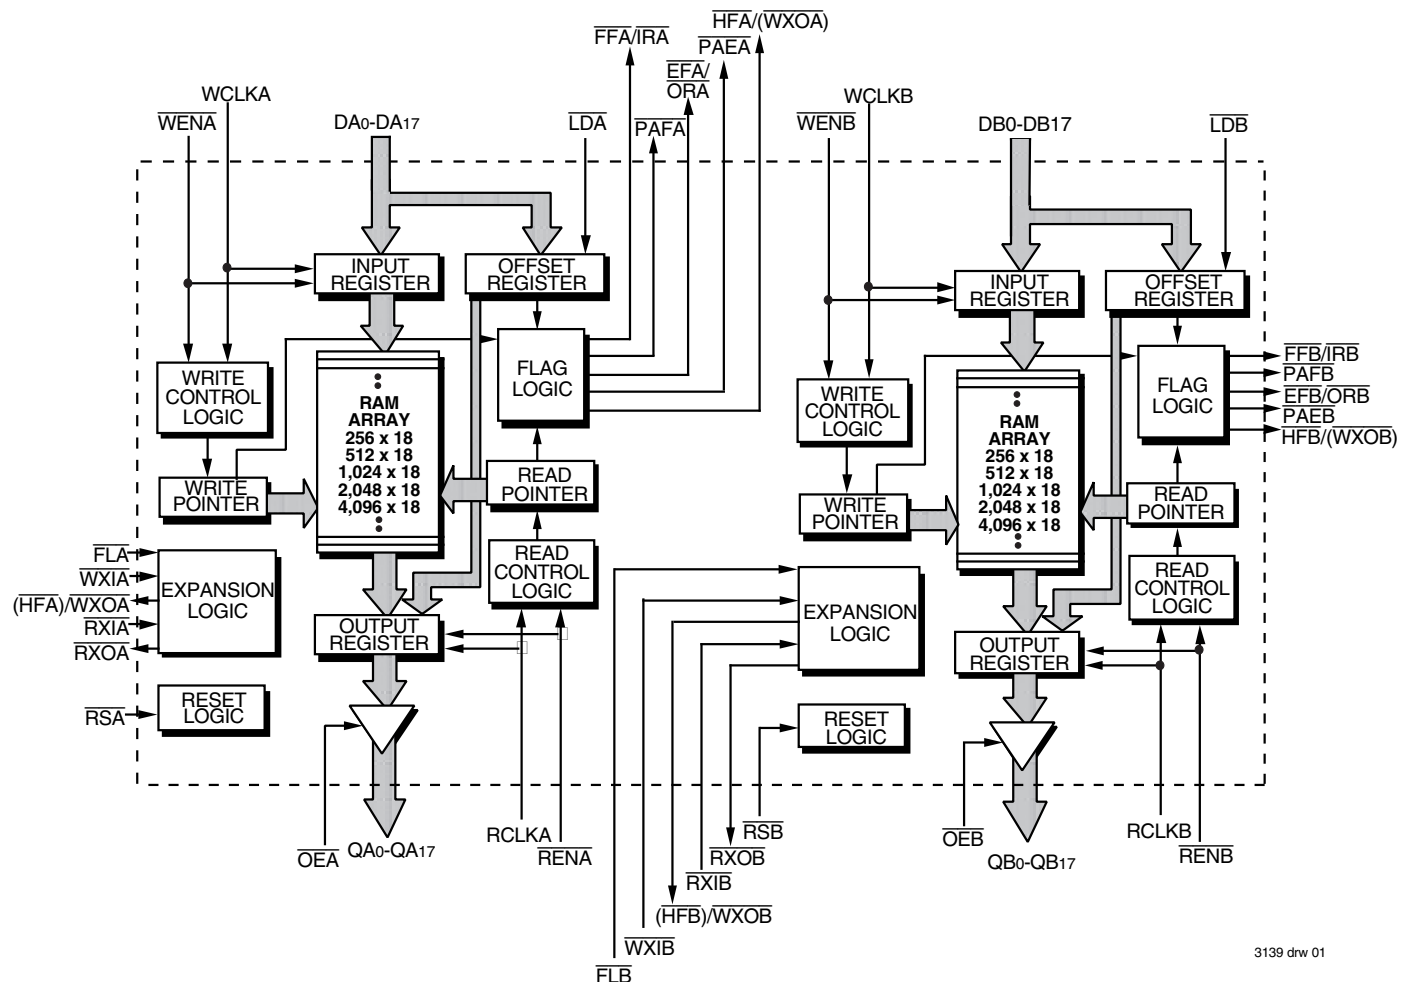 HFA/(WXOA)
FFA/IRA
PAEA
EFA/
ORA
WCLKA
WENA
DA0-DA17
LDA
PAFA
WCLKB
WENB
DB0-DB17
LDB
INPUT
REGISTER
OFFSET
REGISTER
INPUT
REGISTER
OFFSET
REGISTER
WRITE
CONTROL
LOGIC
RAM
ARRAY
256 x 18
512 x 18
1,024 x 18
2,048 x 18
4,096 x 18
FLAG
LOGIC
WRITE
CONTROL
LOGIC
RAM
ARRAY
256 x 18
512 x 18
1,024 x 18
2,048 x 18
4,096 x 18
FLAG
LOGIC
FFB/IRB
PAFB
EFB/ORB
PAEB
HFB/(WXOB)
WRITE
POINTER
READ
POINTER
WRITE
POINTER
READ
POINTER
FLA
WXIA
(HFA)/WXOA
RXIA
RXOA
EXPANSION
LOGIC
READ
CONTROL
LOGIC
EXPANSION
LOGIC
READ
CONTROL
LOGIC
OUTPUT
REGISTER
OUTPUT
REGISTER
RSA
RESET
LOGIC
RESET
LOGIC
OEA
QA0-QA17
RCLKA
RENA
RSB
RXOB
RXIB
(HFB)/WXOB
WXIB
FLB
OEB
QB0-QB17
RCLKB
RENB
3139 drw 01